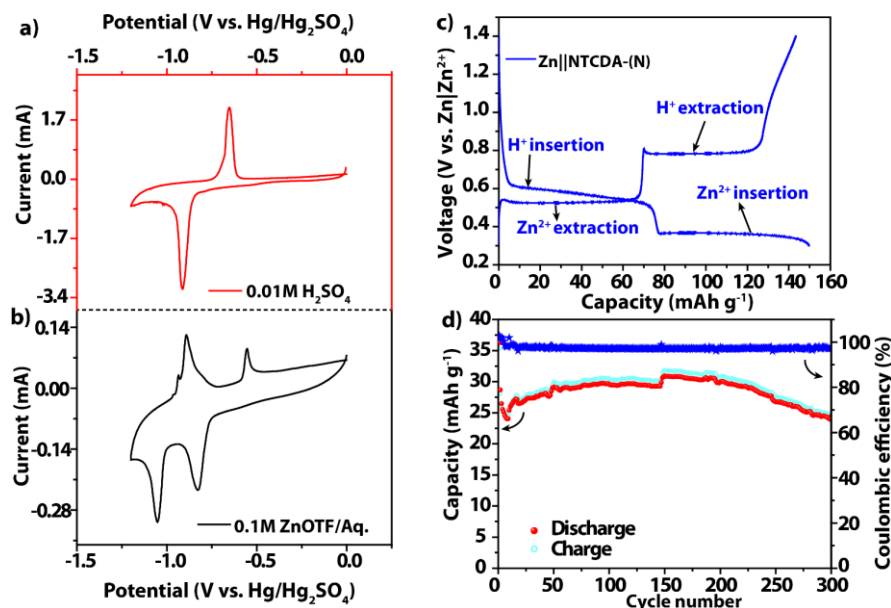 a)
Potential (V vs. Hg/Hg₂SO₄)
-1.5 -1.0 -0.5 0.0
Current (mA)
1.7
0.0
-1.7
-3.4
0.01M H₂SO₄
b)
Current (mA)
0.14
0.00
-0.14
-0.28
0.1M ZnOTF/Aq.
-1.5 -1.0 -0.5 0.0
Potential (V vs. Hg/Hg₂SO₄)
c)
Voltage (V vs. Zn|Zn²⁺)
1.4
1.2
1.0
0.8
0.6
0.4
0.2
Zn||NTCDA-(N)
H⁺ extraction
H⁺ insertion
Zn²⁺ insertion
Zn²⁺ extraction
0 20 40 60 80 100 120 140 160
Capacity (mAh g⁻¹)
d)
Capacity (mAh g⁻¹)
40
35
30
25
20
15
10
5
0
Discharge
Charge
100
80
60
40
20
0
Coulombic efficiency (%)
0 50 100 150 200 250 300
Cycle number